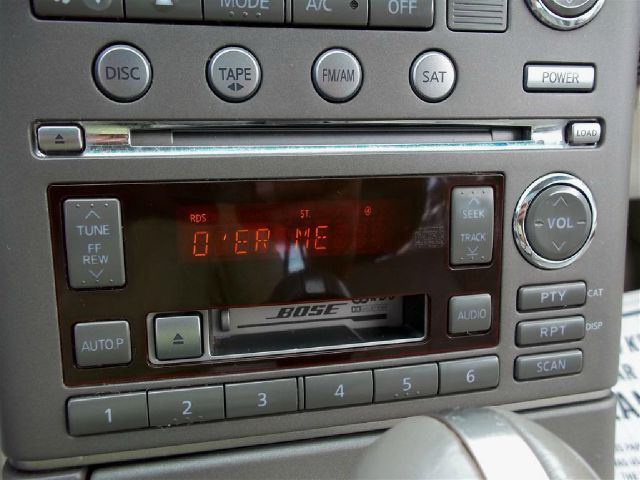 MODE
A/C
OFF
DISC
TAPE
FM/AM
SAT
POWER
LOAD
RDS ST.
O'ER ME
TUNE
FF
REW
SEEK
TRACK
VOL
BOSE
AUTO.P
AUDIO
PTY CAT
RPT DISP
SCAN
1 2 3 4 5 6